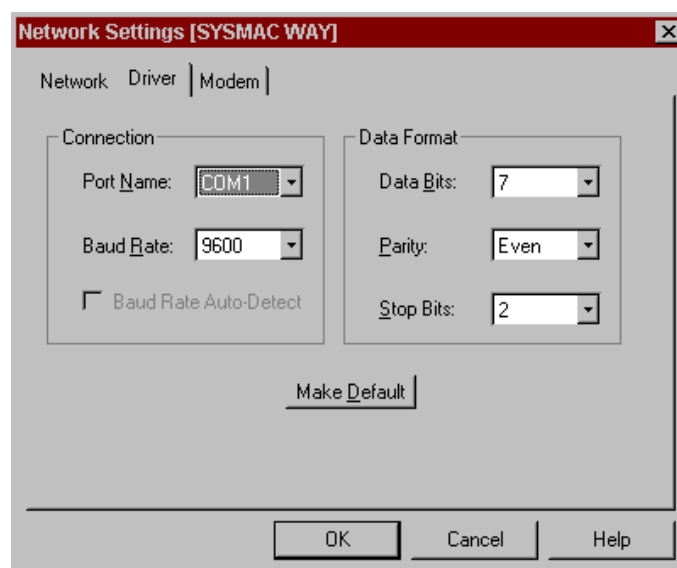 Network Settings [SYSMAC WAY]
Network Driver Modem
Connection
Port Name: COM1
Baud Rate: 9600
Baud Rate Auto-Detect
Data Format
Data Bits: 7
Parity: Even
Stop Bits: 2
Make Default
OK Cancel Help